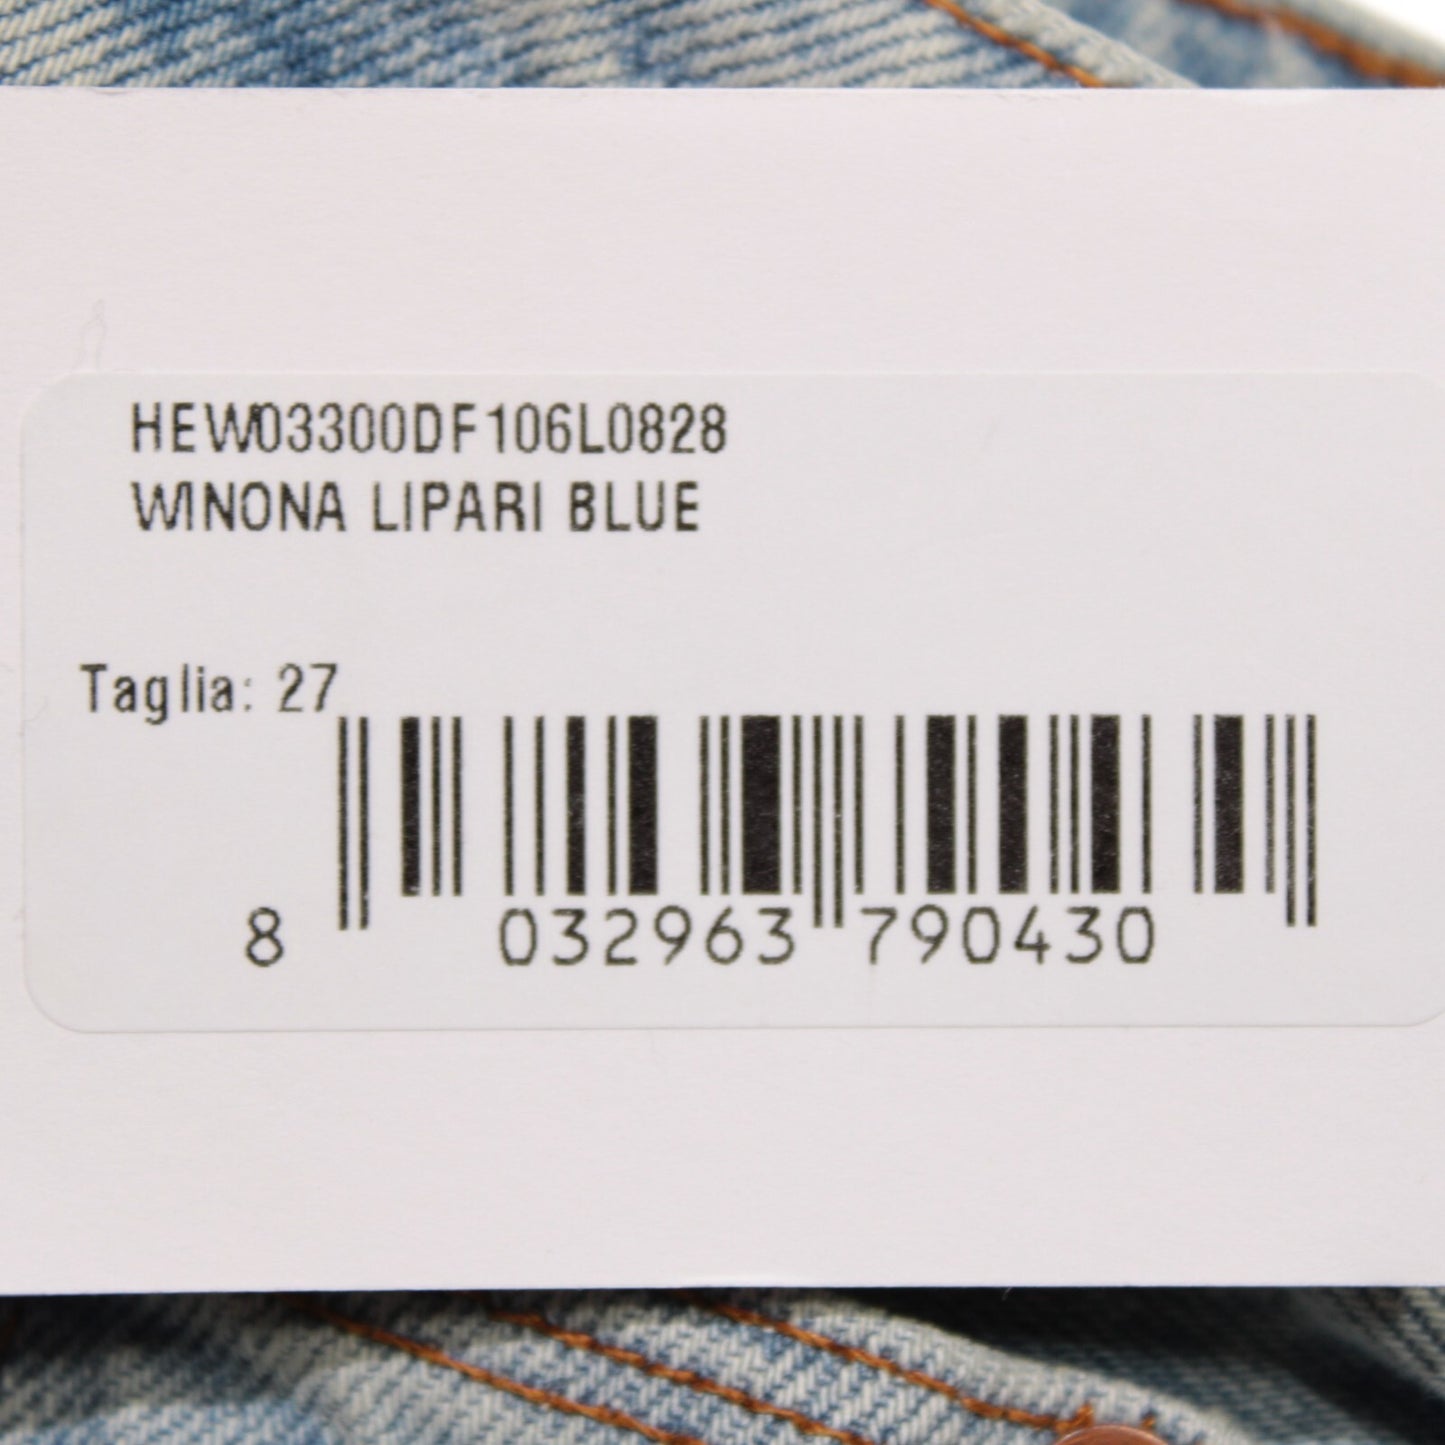 HEW03300DF106L0828
WINONA LIPARI BLUE
Taglia: 27
8 032963 790430